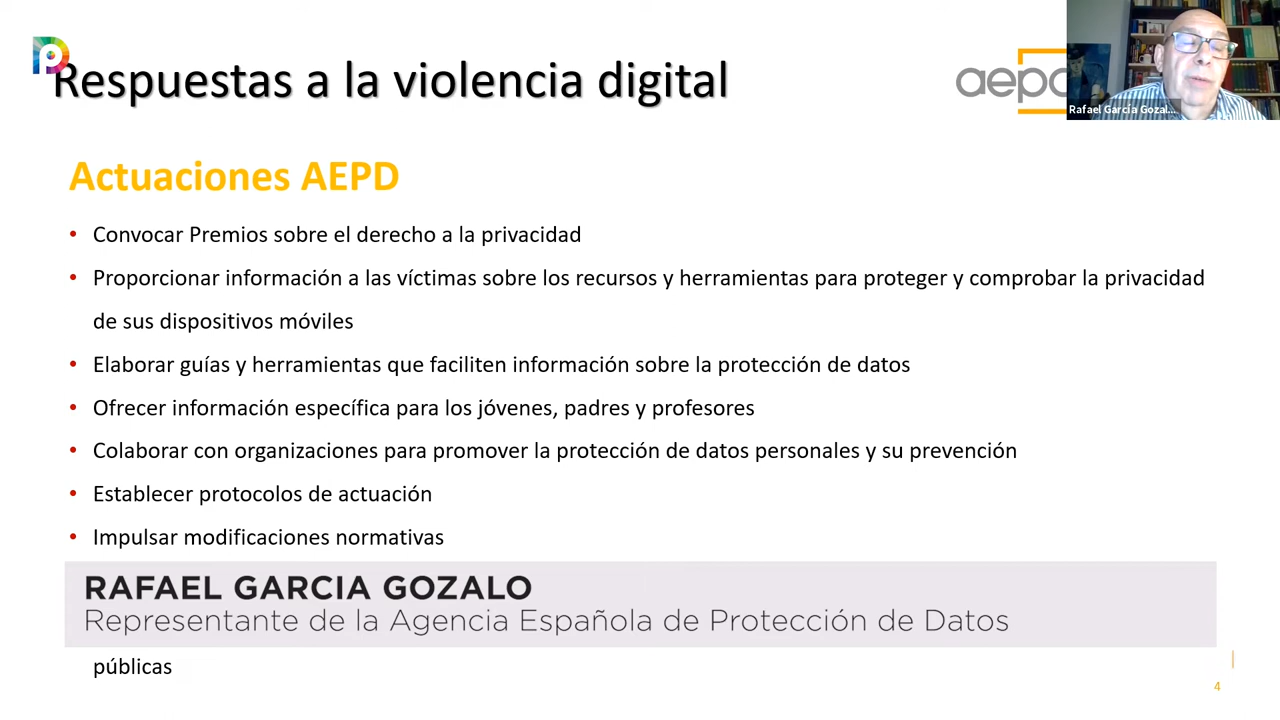 Respuestas a la violencia digital
aep
Rafael García Gozal...
Actuaciones AEPD
• Convocar Premios sobre el derecho a la privacidad
• Proporcionar información a las víctimas sobre los recursos y herramientas para proteger y comprobar la privacidad
de sus dispositivos móviles
• Elaborar guías y herramientas que faciliten información sobre la protección de datos
• Ofrecer información específica para los jóvenes, padres y profesores
• Colaborar con organizaciones para promover la protección de datos personales y su prevención
• Establecer protocolos de actuación
• Impulsar modificaciones normativas
RAFAEL GARCIA GOZALO
Representante de la Agencia Española de Protección de Datos
públicas
4